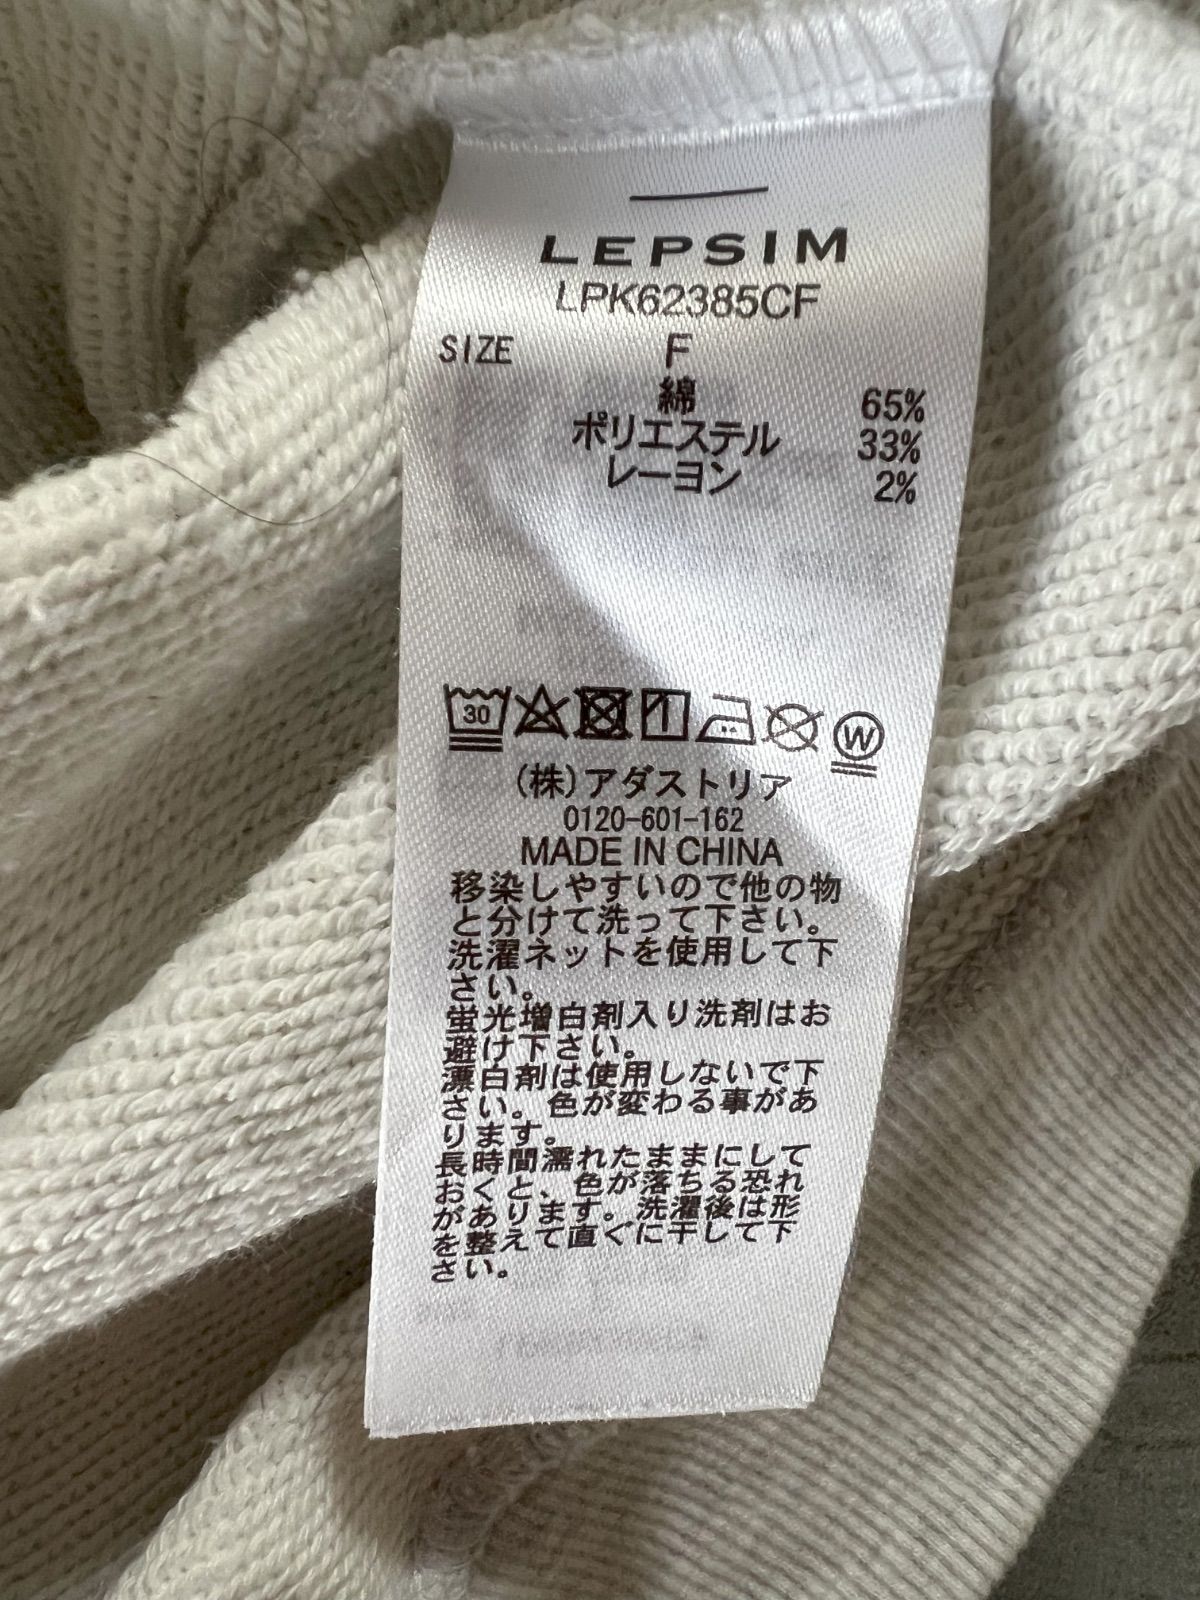 LEPSIM
LPK62385CF
SIZE F
綿 65%
ポリエステル 33%
レーヨン 2%
30
W
(株)アダストリア
0120-601-162
MADE IN CHINA
移染しやすいので他の物
と分けて洗って下さい。
洗濯ネットを使用して下
さい。
蛍光増白剤入り洗剤はお
避け下さい。
漂白剤は使用しないで下
さい。色が変わる事があ
ります。
長時間濡れたままにして
おくと、色が落ちる恐れ
があります。洗濯後は形
を整えて直ぐに干して下
さい。